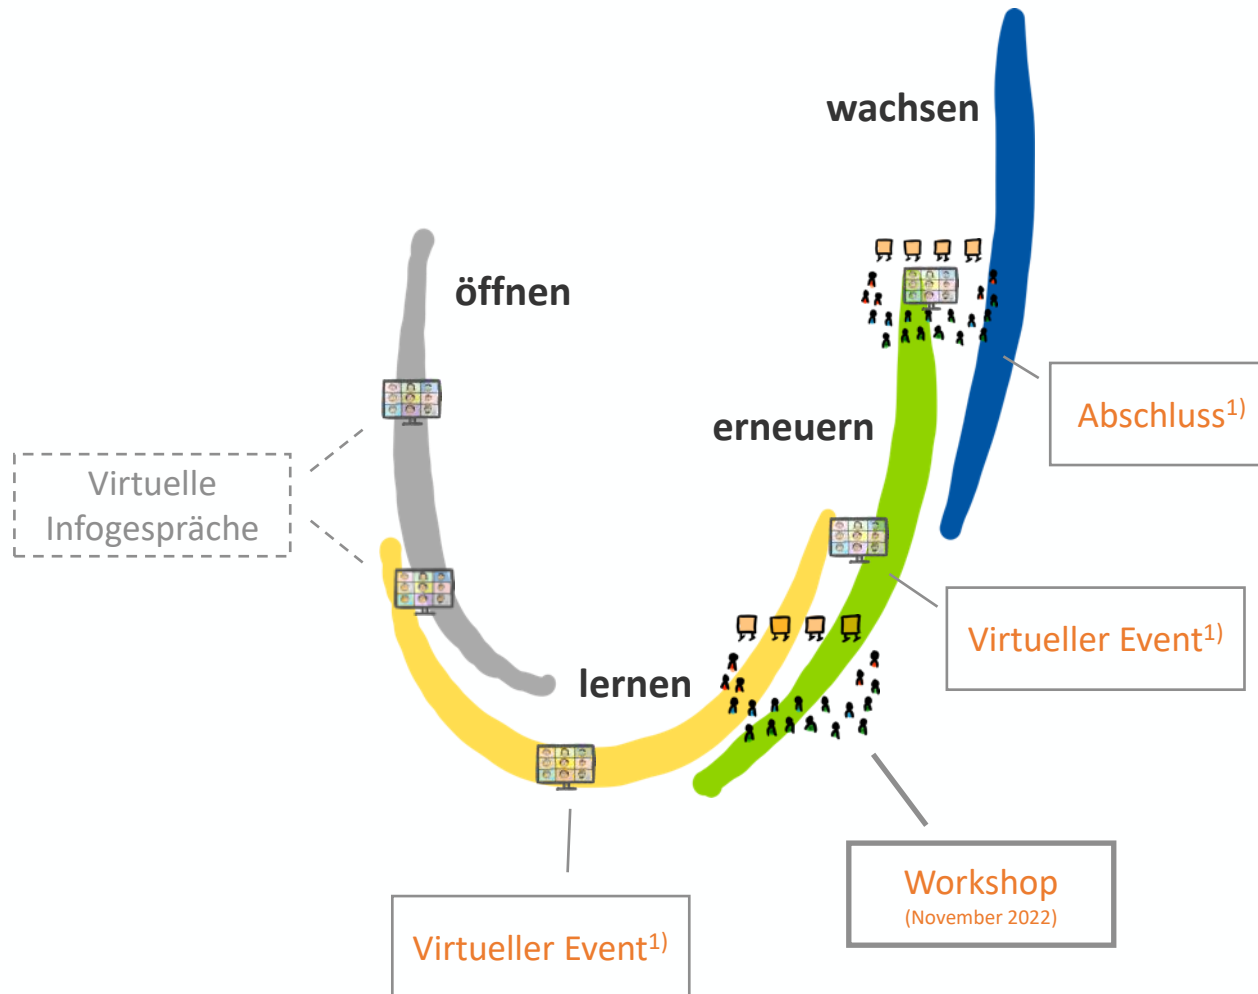 wachsen
öffnen
Abschluss1)
erneuern
Virtuelle
Infogespräche
Virtueller Event1)
lernen
Workshop
(November 2022)
Virtueller Event1)